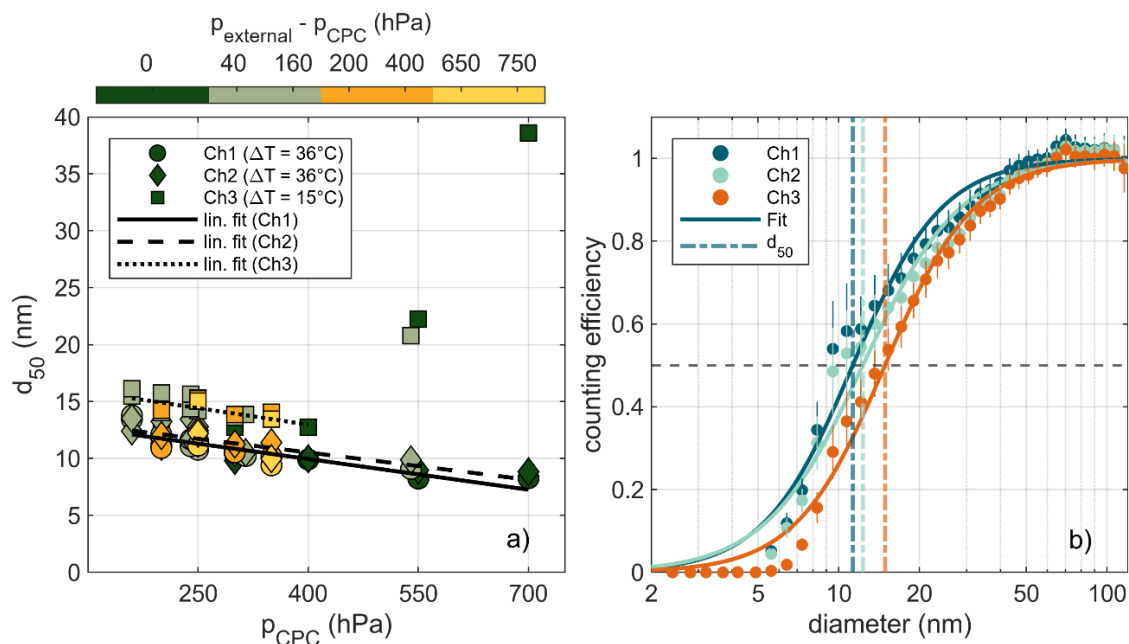 p_external - p_CPC (hPa)
0 40 160 200 400 650 750
40
35
30
25
20
15
10
5
0
d_50 (nm)
Ch1 (ΔT = 36°C)
Ch2 (ΔT = 36°C)
Ch3 (ΔT = 15°C)
lin. fit (Ch1)
lin. fit (Ch2)
lin. fit (Ch3)
a)
250 400 550 700
p_CPC (hPa)
1
0.8
0.6
0.4
0.2
0
counting efficiency
Ch1
Ch2
Ch3
Fit
d_50
b)
2 5 10 20 50 100
diameter (nm)